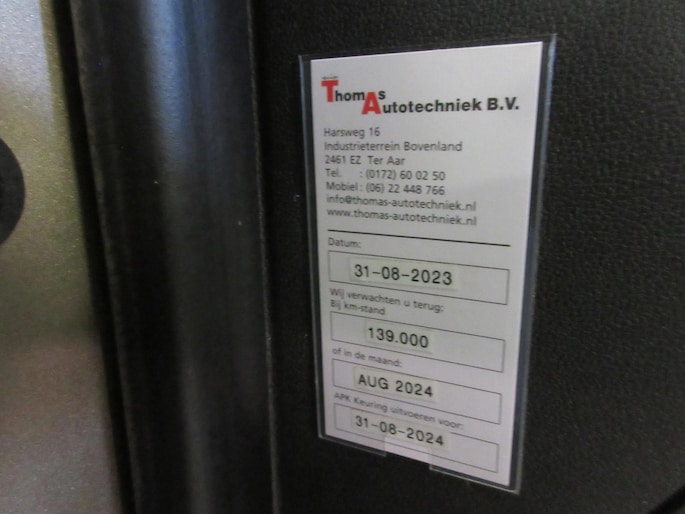 ThomAs
Autotechniek B.V.
Harsweg 16
Industrieterrein Bovenland
2461 EZ Ter Aar
Tel. : (0172) 60 02 50
Mobiel : (06) 22 448 766
info@thomas-autotechniek.nl
www.thomas-autotechniek.nl
Datum:
31-08-2023
Wij verwachten u terug:
Bij km-stand
139.000
of in de maand:
AUG 2024
APK Keuring uitvoeren voor:
31-08-2024